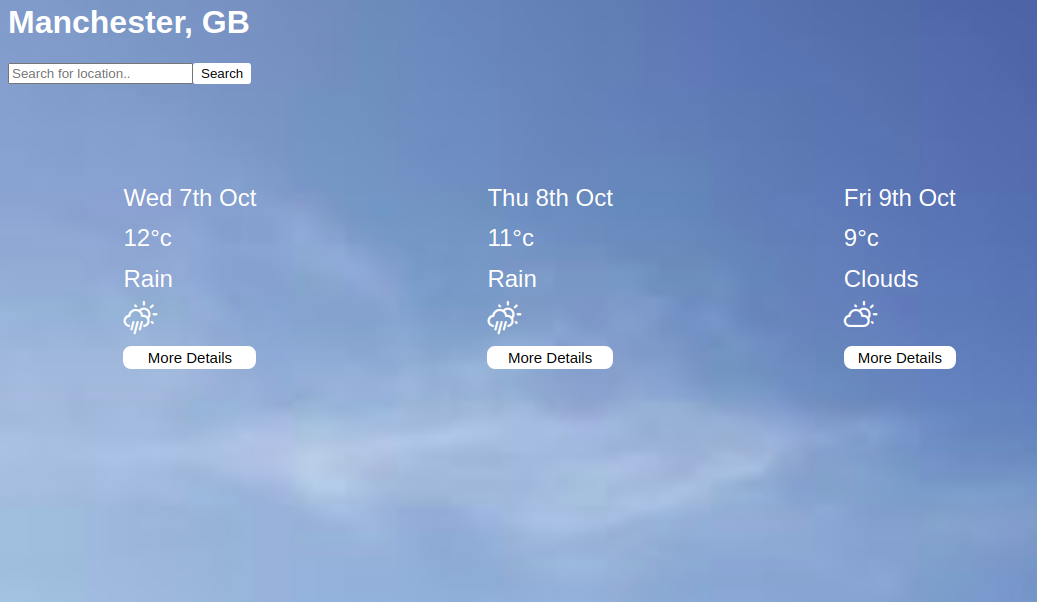 Manchester, GB
Search for location.. Search
Wed 7th Oct
12°c
Rain
More Details
Thu 8th Oct
11°c
Rain
More Details
Fri 9th Oct
9°c
Clouds
More Details